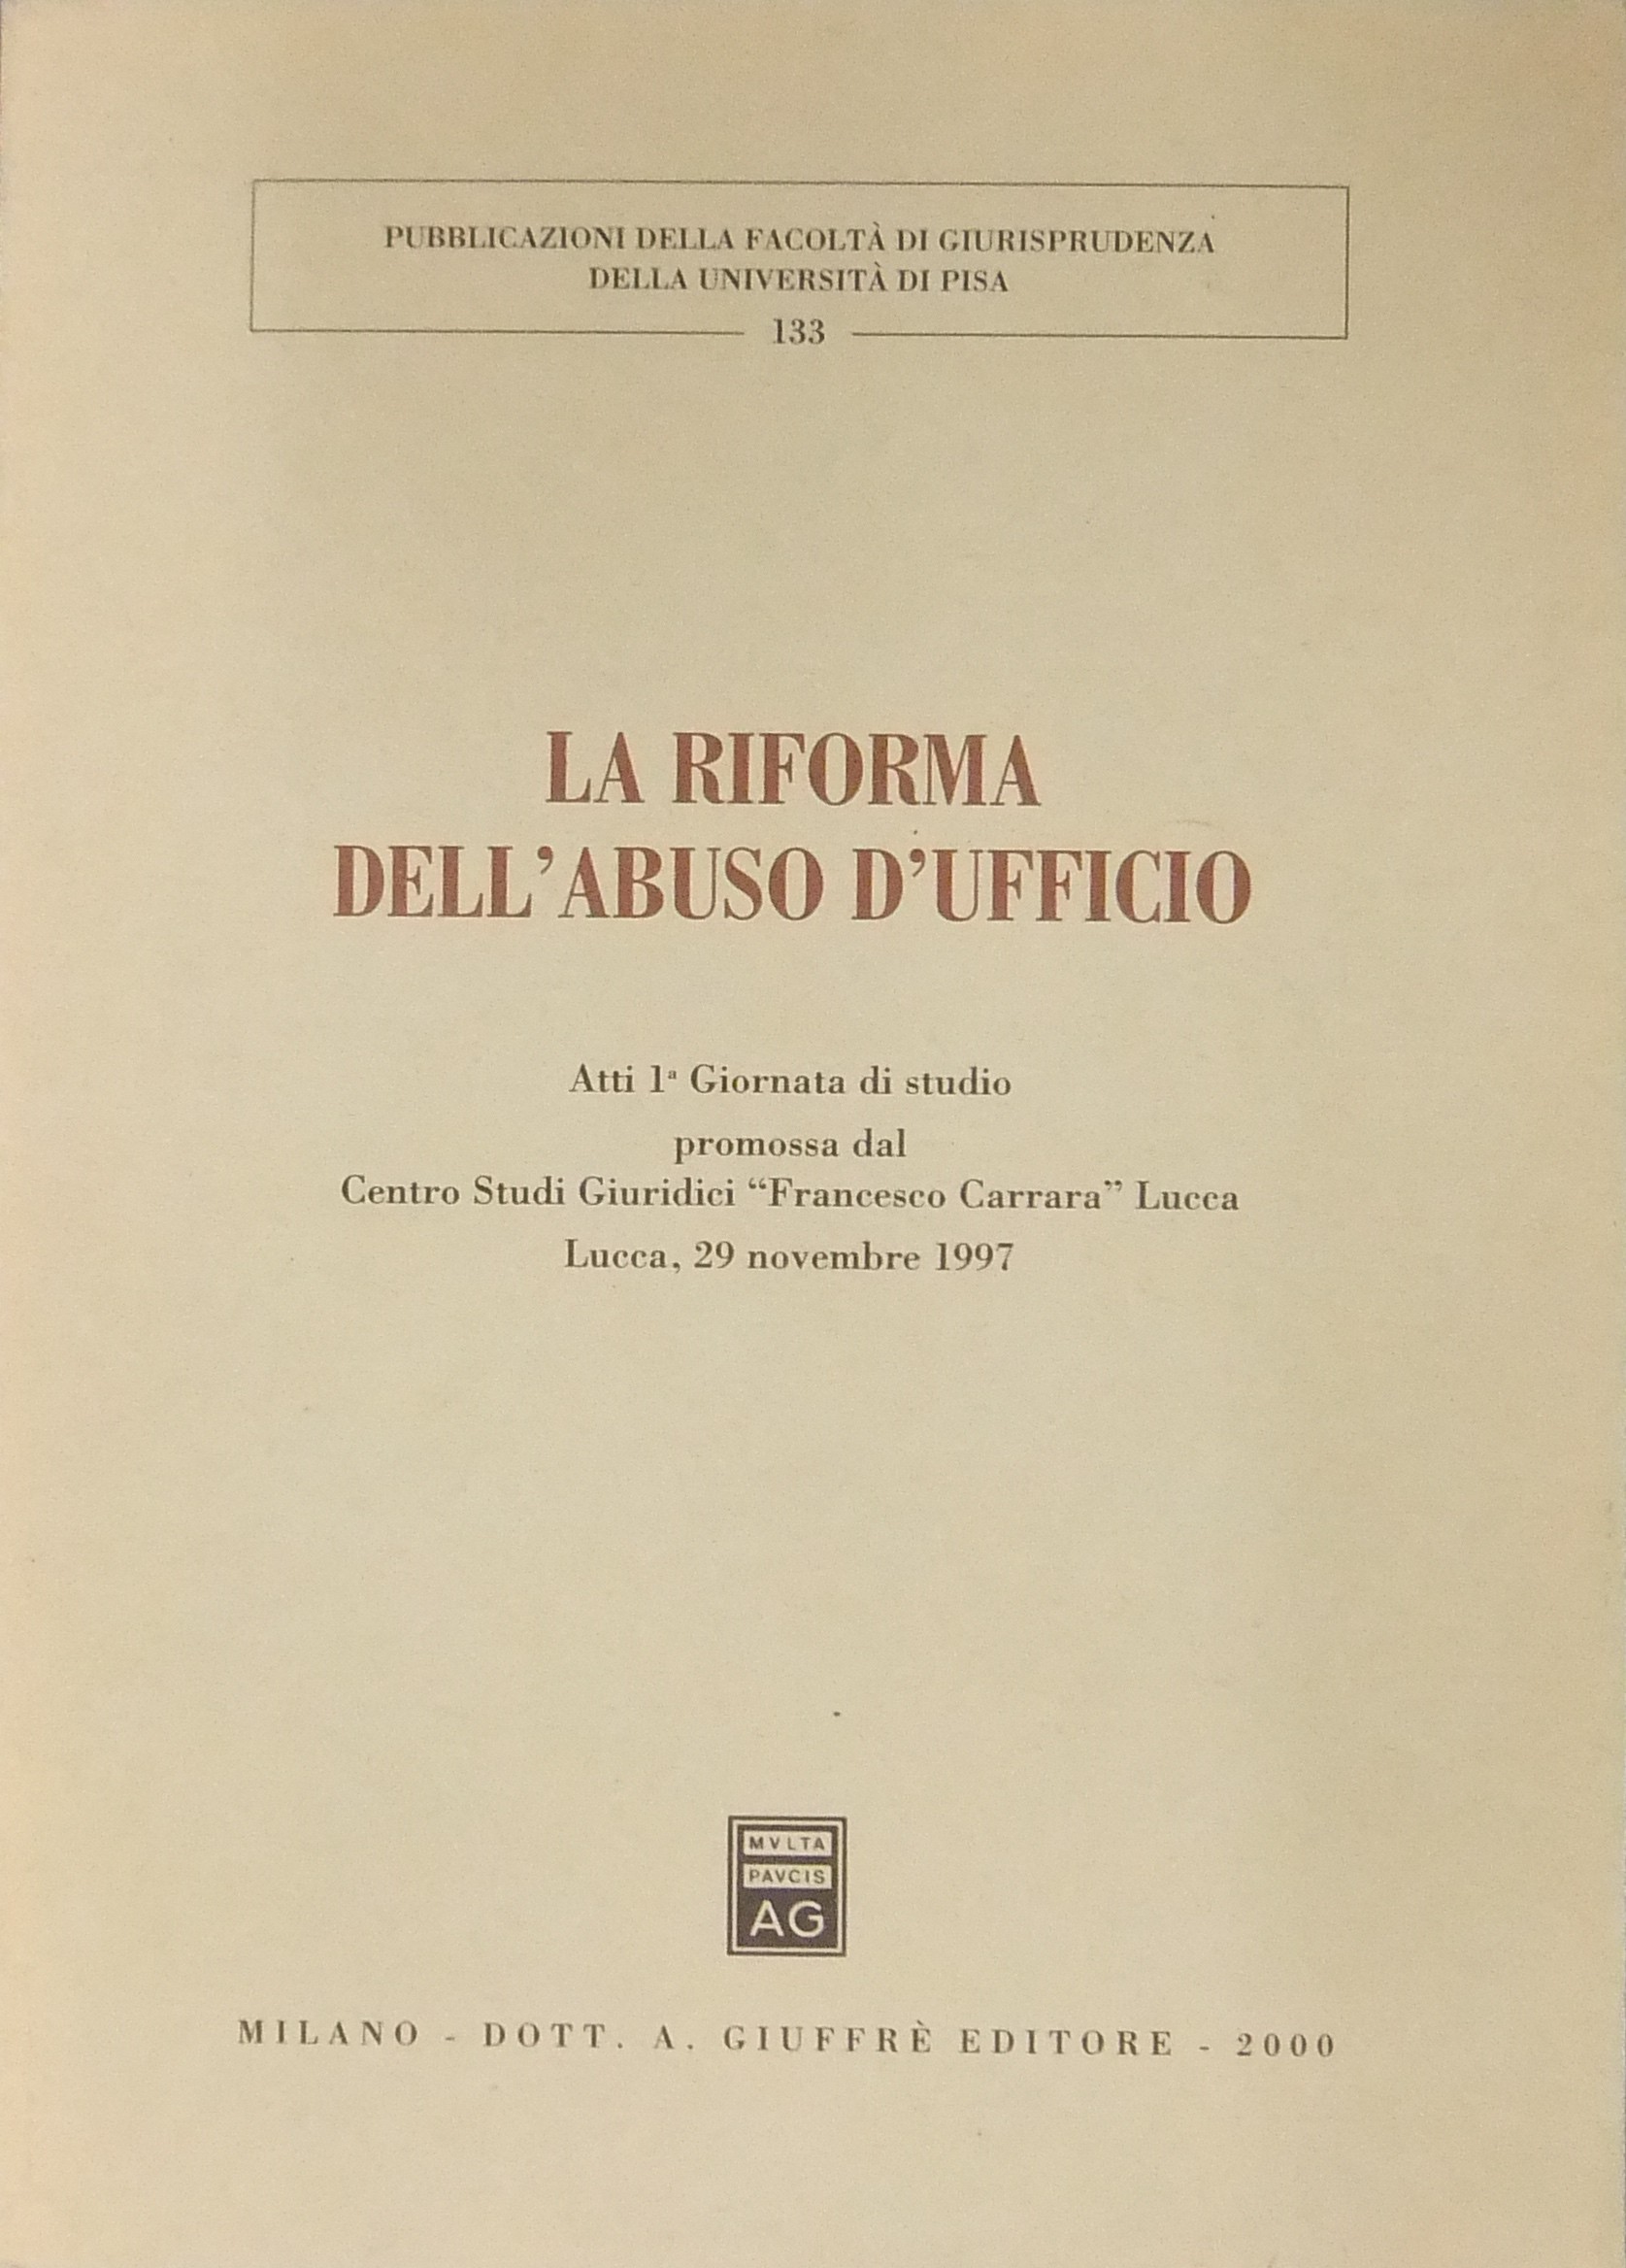 PUBBLICAZIONI DELLA FACOLTÀ DI GIURISPRUDENZA
DELLA UNIVERSITÀ DI PISA
133
LA RIFORMA
DELL’ABUSO D’UFFICIO
Atti 1ª Giornata di studio
promossa dal
Centro Studi Giuridici “Francesco Carrara” Lucca
Lucca, 29 novembre 1997
MVLTA
PAVCIS
AG
MILANO - DOTT. A. GIUFFRÈ EDITORE - 2000